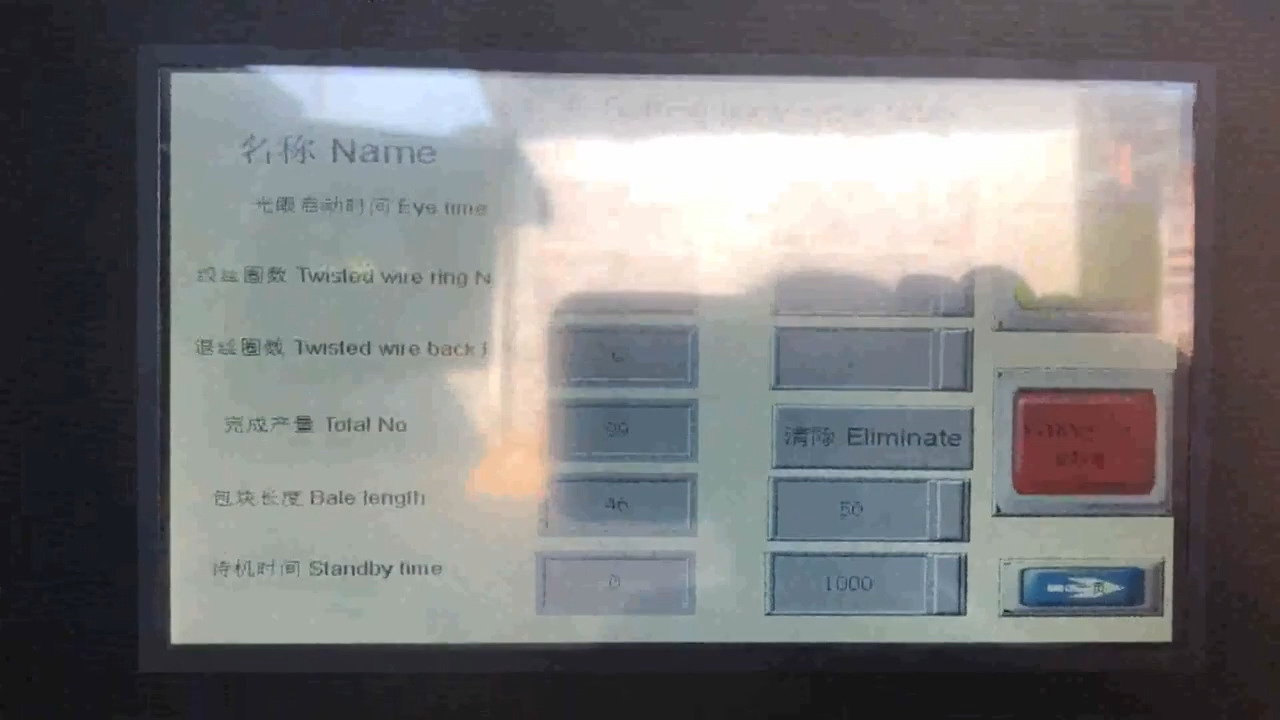 名称 Name
光眼启动时间 Eye time
绞丝圈数 Twisted wire ring N
退丝圈数 Twisted wire back
完成产量 Total No
99
清除 Eliminate
包块长度 Bale length
46
50
待机时间 Standby time
0
1000